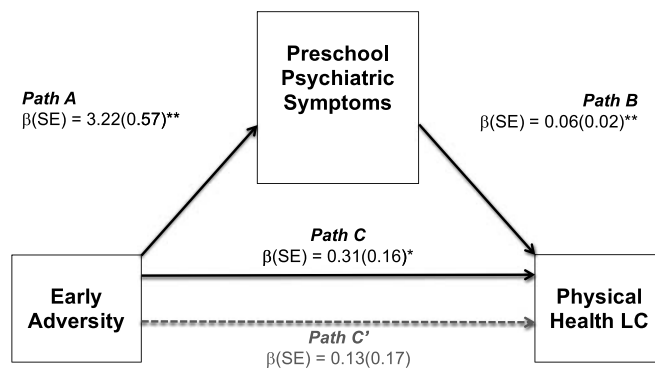 Preschool
Psychiatric
Symptoms
Path A
β(SE) = 3.22(0.57)**
Path B
β(SE) = 0.06(0.02)**
Path C
β(SE) = 0.31(0.16)*
Early
Adversity
Physical
Health LC
Path C’
β(SE) = 0.13(0.17)